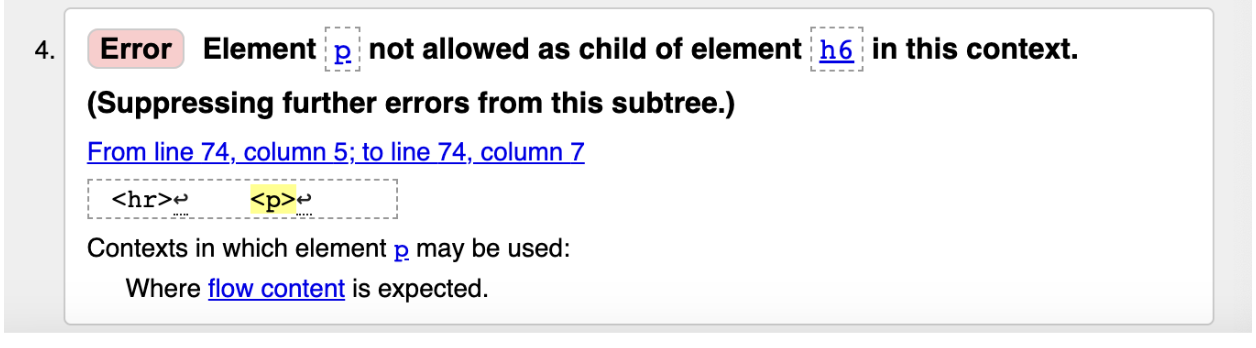 4. Error Element p not allowed as child of element h6 in this context.
(Suppressing further errors from this subtree.)
From line 74, column 5; to line 74, column 7
<hr>↩ <p>↩
Contexts in which element p may be used:
Where flow content is expected.